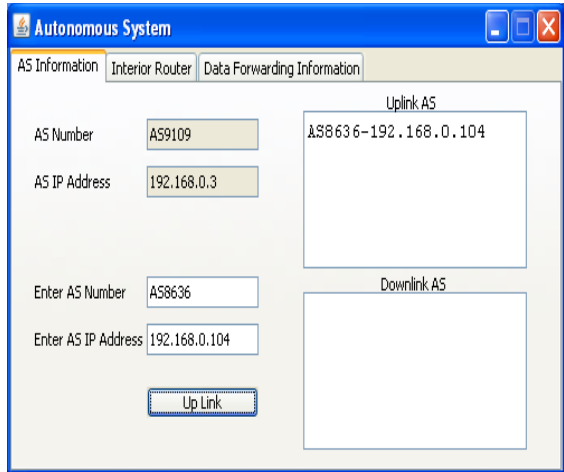 Autonomous System
AS Information
Interior Router
Data Forwarding Information
AS Number
AS9109
AS IP Address
192.168.0.3
Enter AS Number
AS8636
Enter AS IP Address
192.168.0.104
Up Link
Uplink AS
AS8636-192.168.0.104
Downlink AS